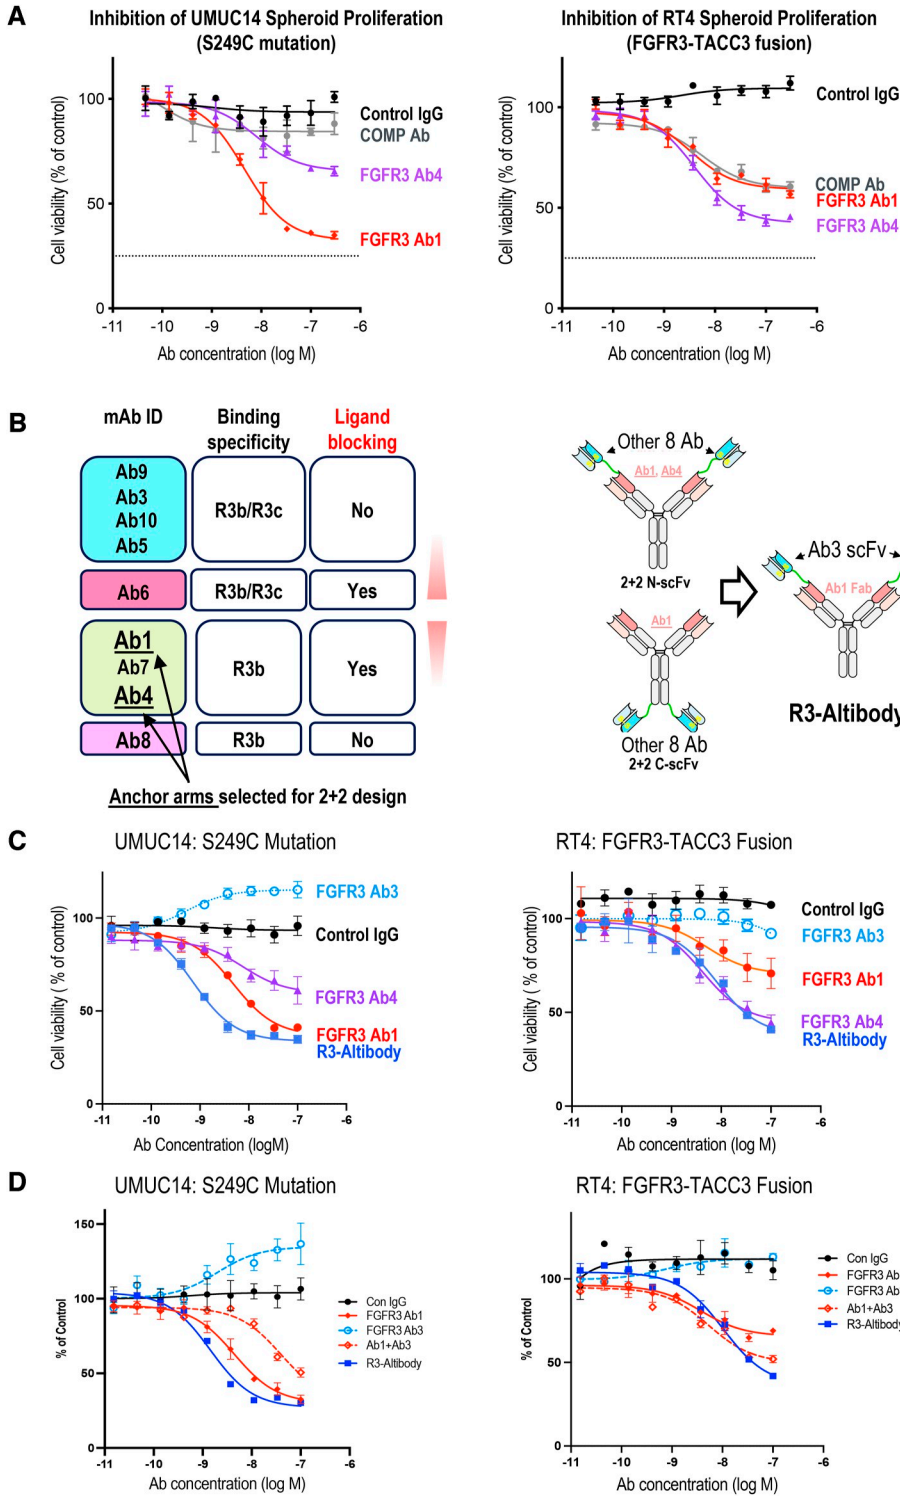 A
Inhibition of UMUC14 Spheroid Proliferation
(S249C mutation)
Cell viability (% of control)
100
50
0
-11
-10
-9
-8
-7
-6
Ab concentration (log M)
Control IgG
COMP Ab
FGFR3 Ab4
FGFR3 Ab1
Inhibition of RT4 Spheroid Proliferation
(FGFR3-TACC3 fusion)
Cell viability (% of control)
100
50
0
-11
-10
-9
-8
-7
-6
Ab concentration (log M)
Control IgG
COMP Ab
FGFR3 Ab1
FGFR3 Ab4
B
mAb ID
Binding
specificity
Ligand
blocking
Ab9
Ab3
Ab10
Ab5
R3b/R3c
No
Ab6
R3b/R3c
Yes
Ab1
Ab7
Ab4
R3b
Yes
Ab8
R3b
No
Anchor arms selected for 2+2 design
Other 8 Ab
Ab1, Ab4
2+2 N-scFv
Ab1
Other 8 Ab
2+2 C-scFv
Ab3 scFv
Ab1 Fab
R3-Altibody
C
UMUC14: S249C Mutation
Cell viability ( % of control)
100
50
0
-11
-10
-9
-8
-7
-6
Ab Concentration (logM)
FGFR3 Ab3
Control IgG
FGFR3 Ab4
FGFR3 Ab1
R3-Altibody
RT4: FGFR3-TACC3 Fusion
Cell viability ( % of control)
100
50
0
-11
-10
-9
-8
-7
-6
Ab concentration (log M)
Control IgG
FGFR3 Ab3
FGFR3 Ab1
FGFR3 Ab4
R3-Altibody
D
UMUC14: S249C Mutation
% of Control
150
100
50
0
-11
-10
-9
-8
-7
-6
Ab concentration (log M)
Con IgG
FGFR3 Ab1
FGFR3 Ab3
Ab1+Ab3
R3-Altibody
RT4: FGFR3-TACC3 Fusion
% of Control
100
50
0
-11
-10
-9
-8
-7
-6
Ab concentration (log M)
Con IgG
FGFR3 Ab
FGFR3 Ab
Ab1+Ab3
R3-Altibody